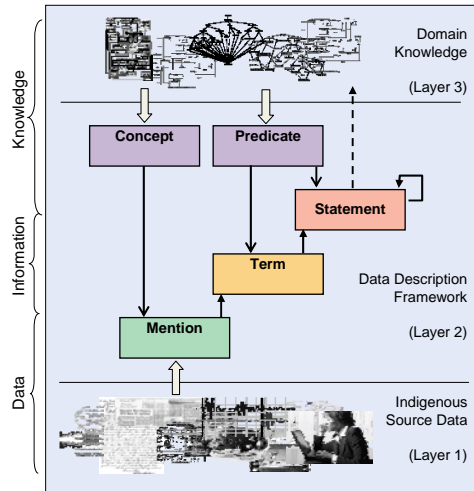 Knowledge
Information
Data
Domain
Knowledge
(Layer 3)
Concept
Predicate
Statement
Term
Mention
Data Description
Framework
(Layer 2)
Indigenous
Source Data
(Layer 1)